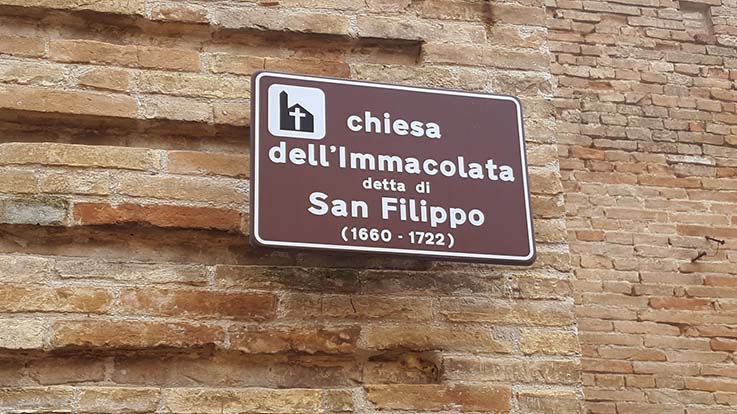 chiesa
dell'Immacolata
detta di
San Filippo
(1660 - 1722)